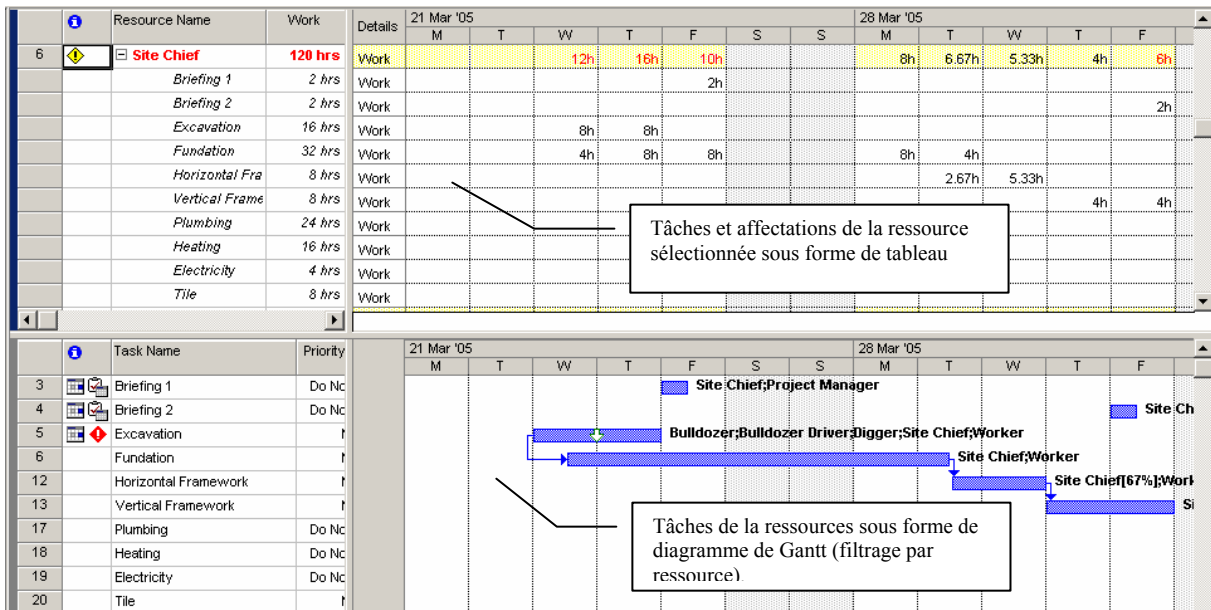 Resource Name Work Details 21 Mar '05 28 Mar '05
M T W T F S S M T W T F
6 Site Chief 120 hrs Work 12h 16h 10h 8h 6.67h 5.33h 4h 6h
Briefing 1 2 hrs Work 2h
Briefing 2 2 hrs Work 2h
Excavation 16 hrs Work 8h 8h
Fundation 32 hrs Work 4h 8h 8h 8h 4h
Horizontal Fra 8 hrs Work 2.67h 5.33h
Vertical Frame 8 hrs Work 4h 4h
Plumbing 24 hrs Work
Heating 16 hrs Work
Electricity 4 hrs Work
Tile 8 hrs Work
Tâches et affectations de la ressource
sélectionnée sous forme de tableau
Task Name Priority 21 Mar '05 28 Mar '05
M T W T F S S M T W T F
3 Briefing 1 Do No Site Chief;Project Manager
4 Briefing 2 Do No Site Ch
5 Excavation Bulldozer;Bulldozer Driver;Digger;Site Chief;Worker
6 Fundation Site Chief;Worker
12 Horizontal Framework Site Chief[67%];Work
13 Vertical Framework Si
17 Plumbing Do No
18 Heating Do No
19 Electricity Do No
20 Tile
Tâches de la ressources sous forme de
diagramme de Gantt (filtrage par
ressource).